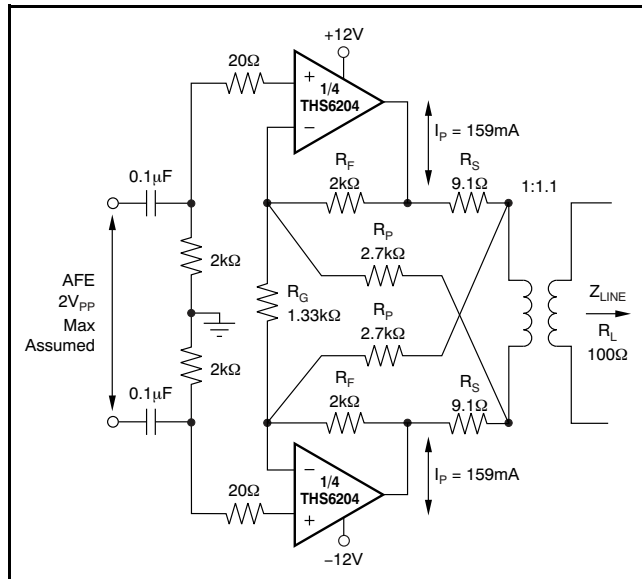 +12V
20Ω
+
1/4
THS6204
−
I_P = 159mA
R_F
2kΩ
R_S
9.1Ω
1:1.1
0.1μF
R_P
2.7kΩ
2kΩ
AFE
2V_PP
Max
Assumed
R_G
1.33kΩ
R_P
2.7kΩ
Z_LINE
R_L
100Ω
2kΩ
R_F
2kΩ
R_S
9.1Ω
0.1μF
−
1/4
THS6204
+
I_P = 159mA
20Ω
−12V